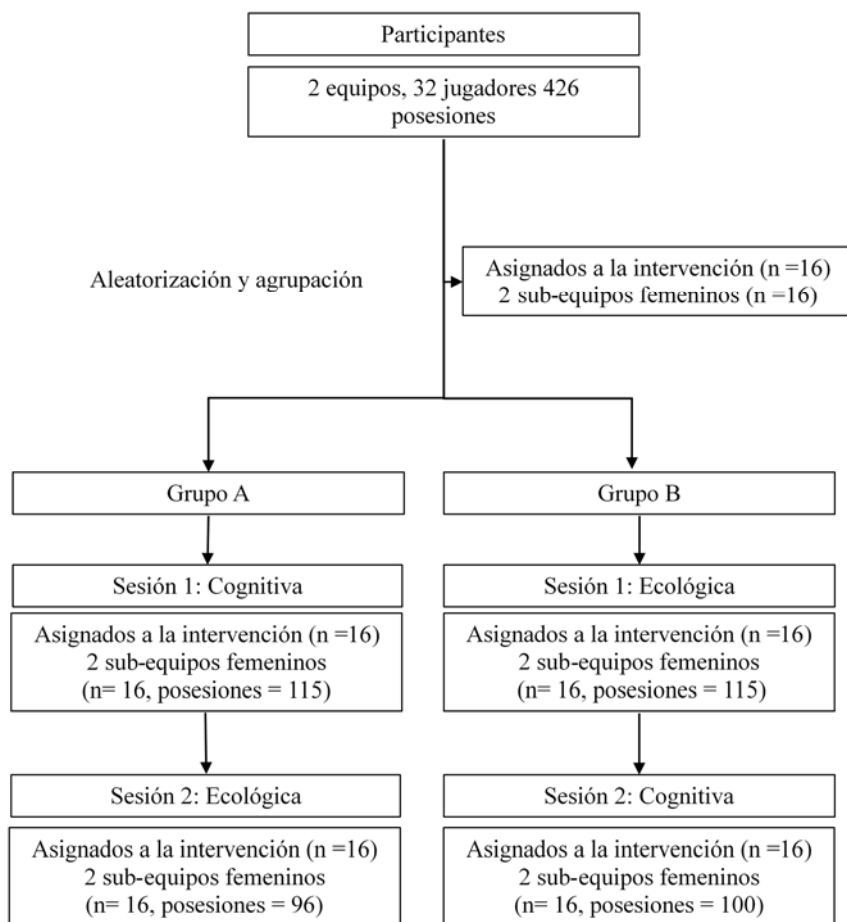 Participantes
2 equipos, 32 jugadores 426
posesiones
Aleatorización y agrupación
Asignados a la intervención (n =16)
2 sub-equipos femeninos (n =16)
Grupo A
Grupo B
Sesión 1: Cognitiva
Sesión 1: Ecológica
Asignados a la intervención (n =16)
2 sub-equipos femeninos
(n= 16, posesiones = 115)
Asignados a la intervención (n =16)
2 sub-equipos femeninos
(n= 16, posesiones = 115)
Sesión 2: Ecológica
Sesión 2: Cognitiva
Asignados a la intervención (n =16)
2 sub-equipos femeninos
(n= 16, posesiones = 96)
Asignados a la intervención (n =16)
2 sub-equipos femeninos
(n= 16, posesiones = 100)